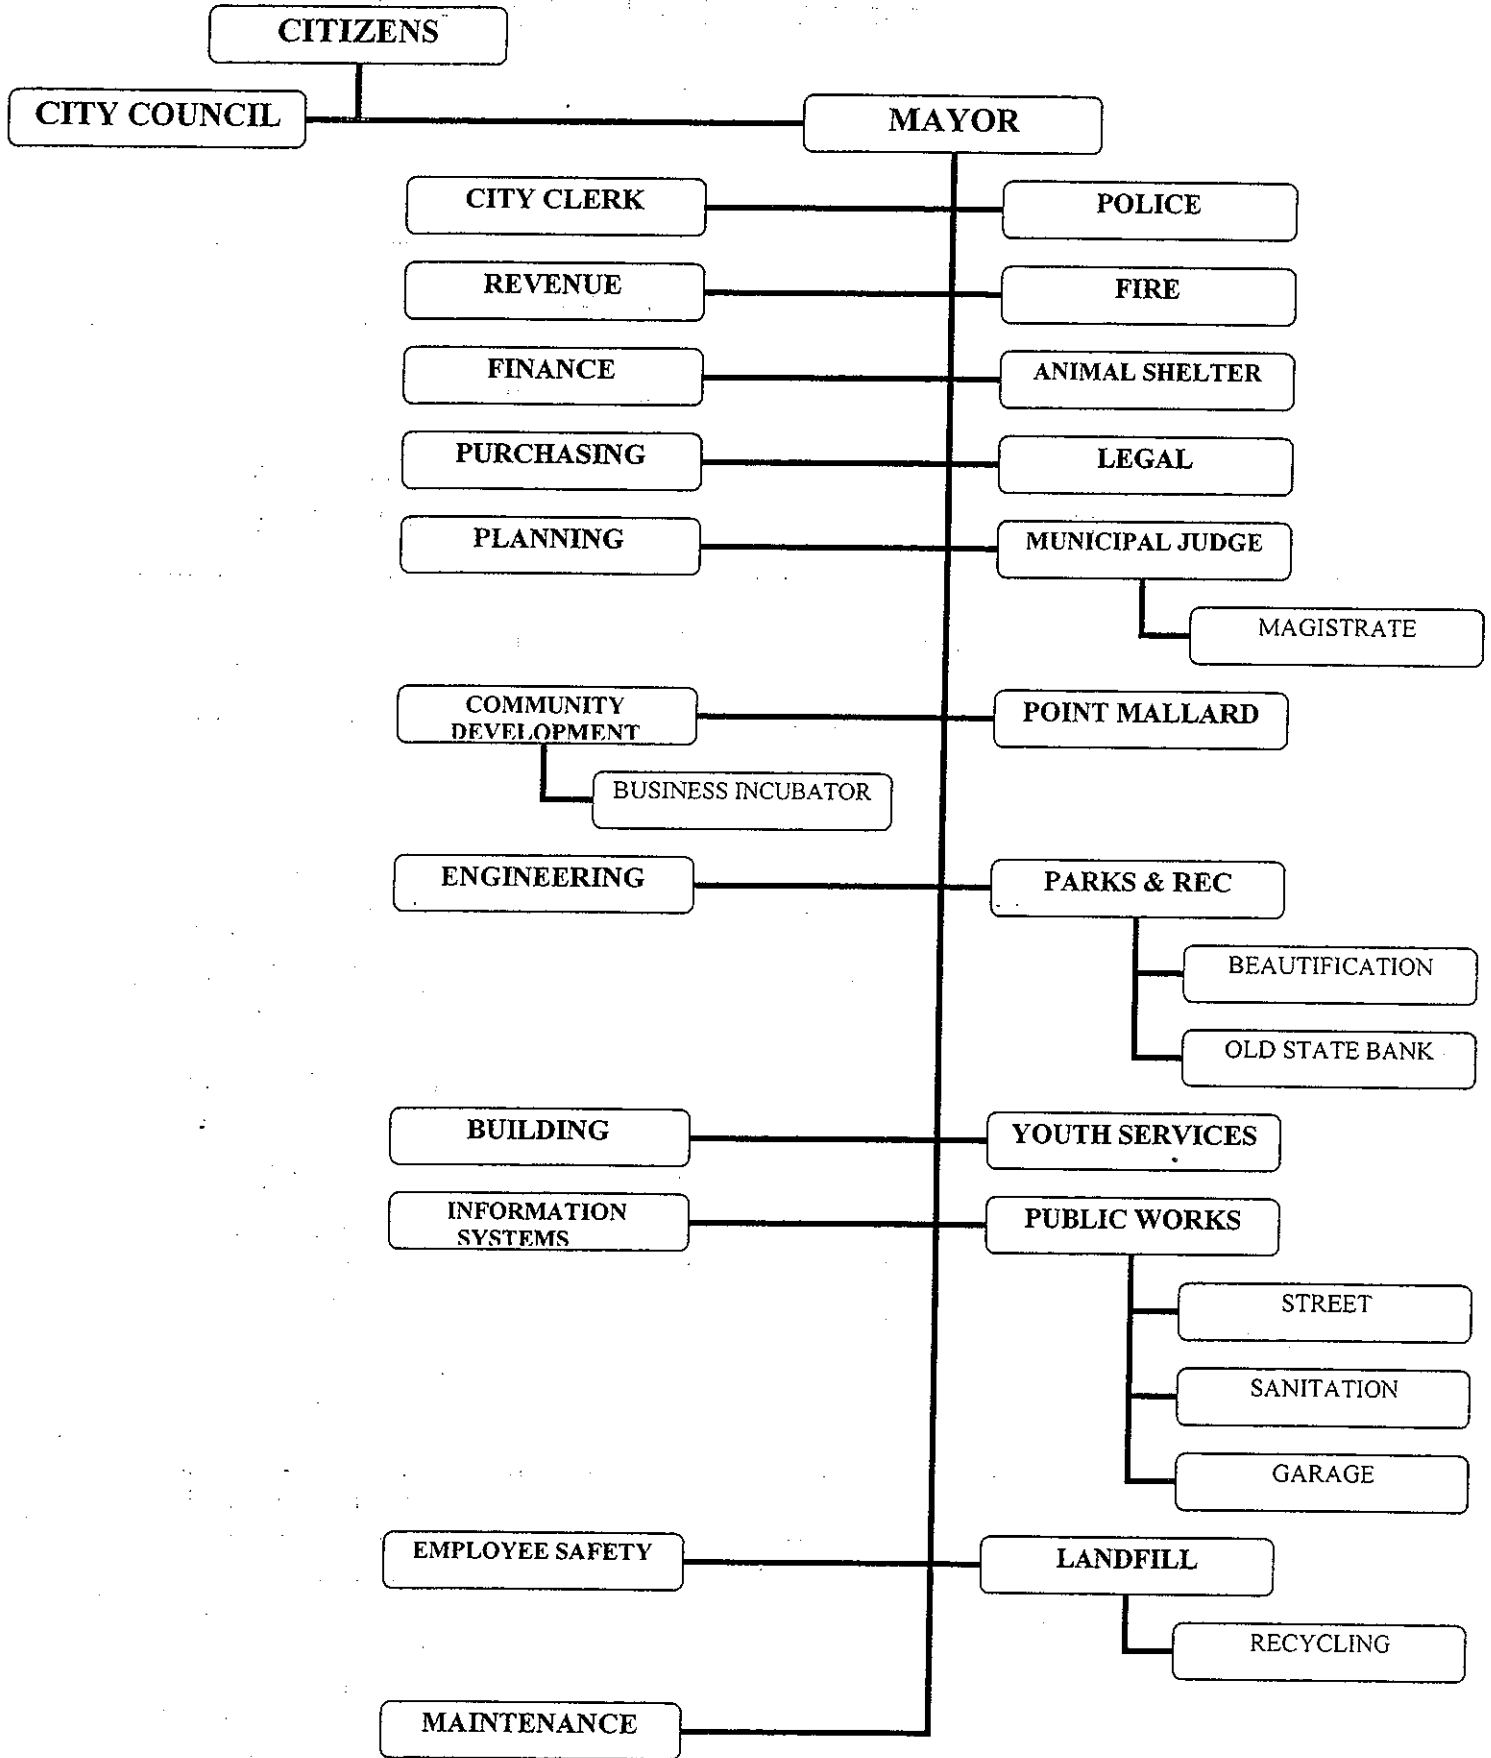 CITIZENS
CITY COUNCIL
MAYOR
CITY CLERK
POLICE
REVENUE
FIRE
FINANCE
ANIMAL SHELTER
PURCHASING
LEGAL
PLANNING
MUNICIPAL JUDGE
MAGISTRATE
COMMUNITY
DEVELOPMENT
POINT MALLARD
BUSINESS INCUBATOR
ENGINEERING
PARKS & REC
BEAUTIFICATION
OLD STATE BANK
BUILDING
YOUTH SERVICES
INFORMATION
SYSTEMS
PUBLIC WORKS
STREET
SANITATION
GARAGE
EMPLOYEE SAFETY
LANDFILL
RECYCLING
MAINTENANCE